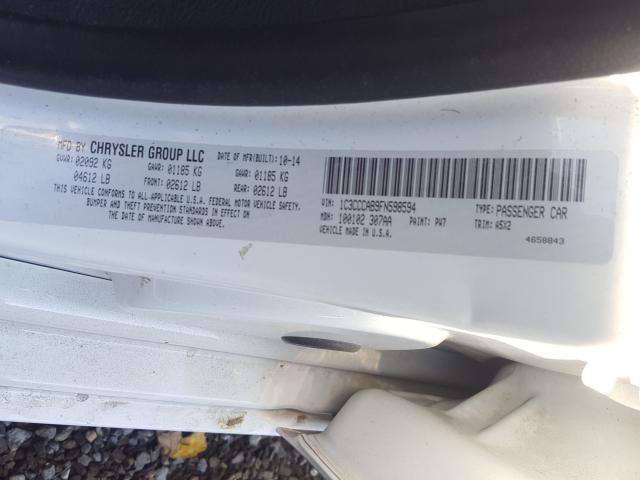 MFD BY CHRYSLER GROUP LLC DATE OF MFR(BUILT): 10-14
GVWR: 02092 KG GAWR: 01185 KG GAWR: 01185 KG
04612 LB FRONT: 02612 LB REAR: 02612 LB
THIS VEHICLE CONFORMS TO ALL-APPLICABLE U.S.A. FEDERAL MOTOR VEHICLE SAFETY,
BUMPER AND THEFT PREVENTION STANDARDS IN EFFECT ON
THE DATE OF MANUFACTURE SHOWN ABOVE.
VIN: 1C3CCCAB9FN598594 TYPE: PASSENGER CAR
MDH: 100102 307AA PAINT: PW7 TRIM: A5X2
VEHICLE MADE IN U.S.A. 4658843